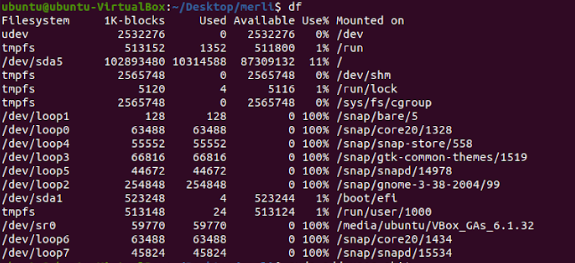 ubuntu@ubuntu-VirtualBox:~/Desktop/merli$ df
Filesystem 1K-blocks Used Available Use% Mounted on
udev 2532276 0 2532276 0% /dev
tmpfs 513152 1352 511800 1% /run
/dev/sda5 102893480 10314588 87309132 11% /
tmpfs 2565748 0 2565748 0% /dev/shm
tmpfs 5120 4 5116 1% /run/lock
tmpfs 2565748 0 2565748 0% /sys/fs/cgroup
/dev/loop1 128 128 0 100% /snap/bare/5
/dev/loop0 63488 63488 0 100% /snap/core20/1328
/dev/loop4 55552 55552 0 100% /snap/snap-store/558
/dev/loop3 66816 66816 0 100% /snap/gtk-common-themes/1519
/dev/loop5 44672 44672 0 100% /snap/snapd/14978
/dev/loop2 254848 254848 0 100% /snap/gnome-3-38-2004/99
/dev/sda1 523248 4 523244 1% /boot/efi
tmpfs 513148 24 513124 1% /run/user/1000
/dev/sr0 59770 59770 0 100% /media/ubuntu/VBox_GAs_6.1.32
/dev/loop6 63488 63488 0 100% /snap/core20/1434
/dev/loop7 45824 45824 0 100% /snap/snapd/15534